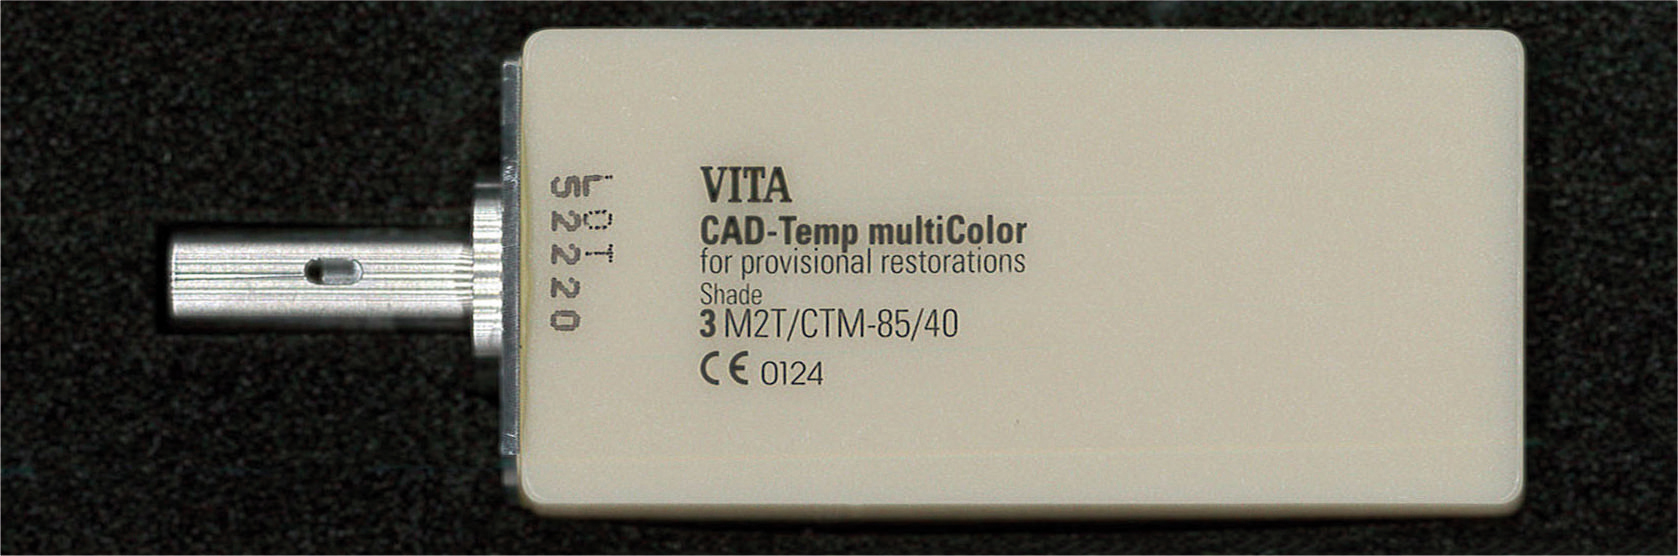 LOT
52220
VITA
CAD-Temp multiColor
for provisional restorations
Shade
3 M2T/CTM-85/40
CE 0124